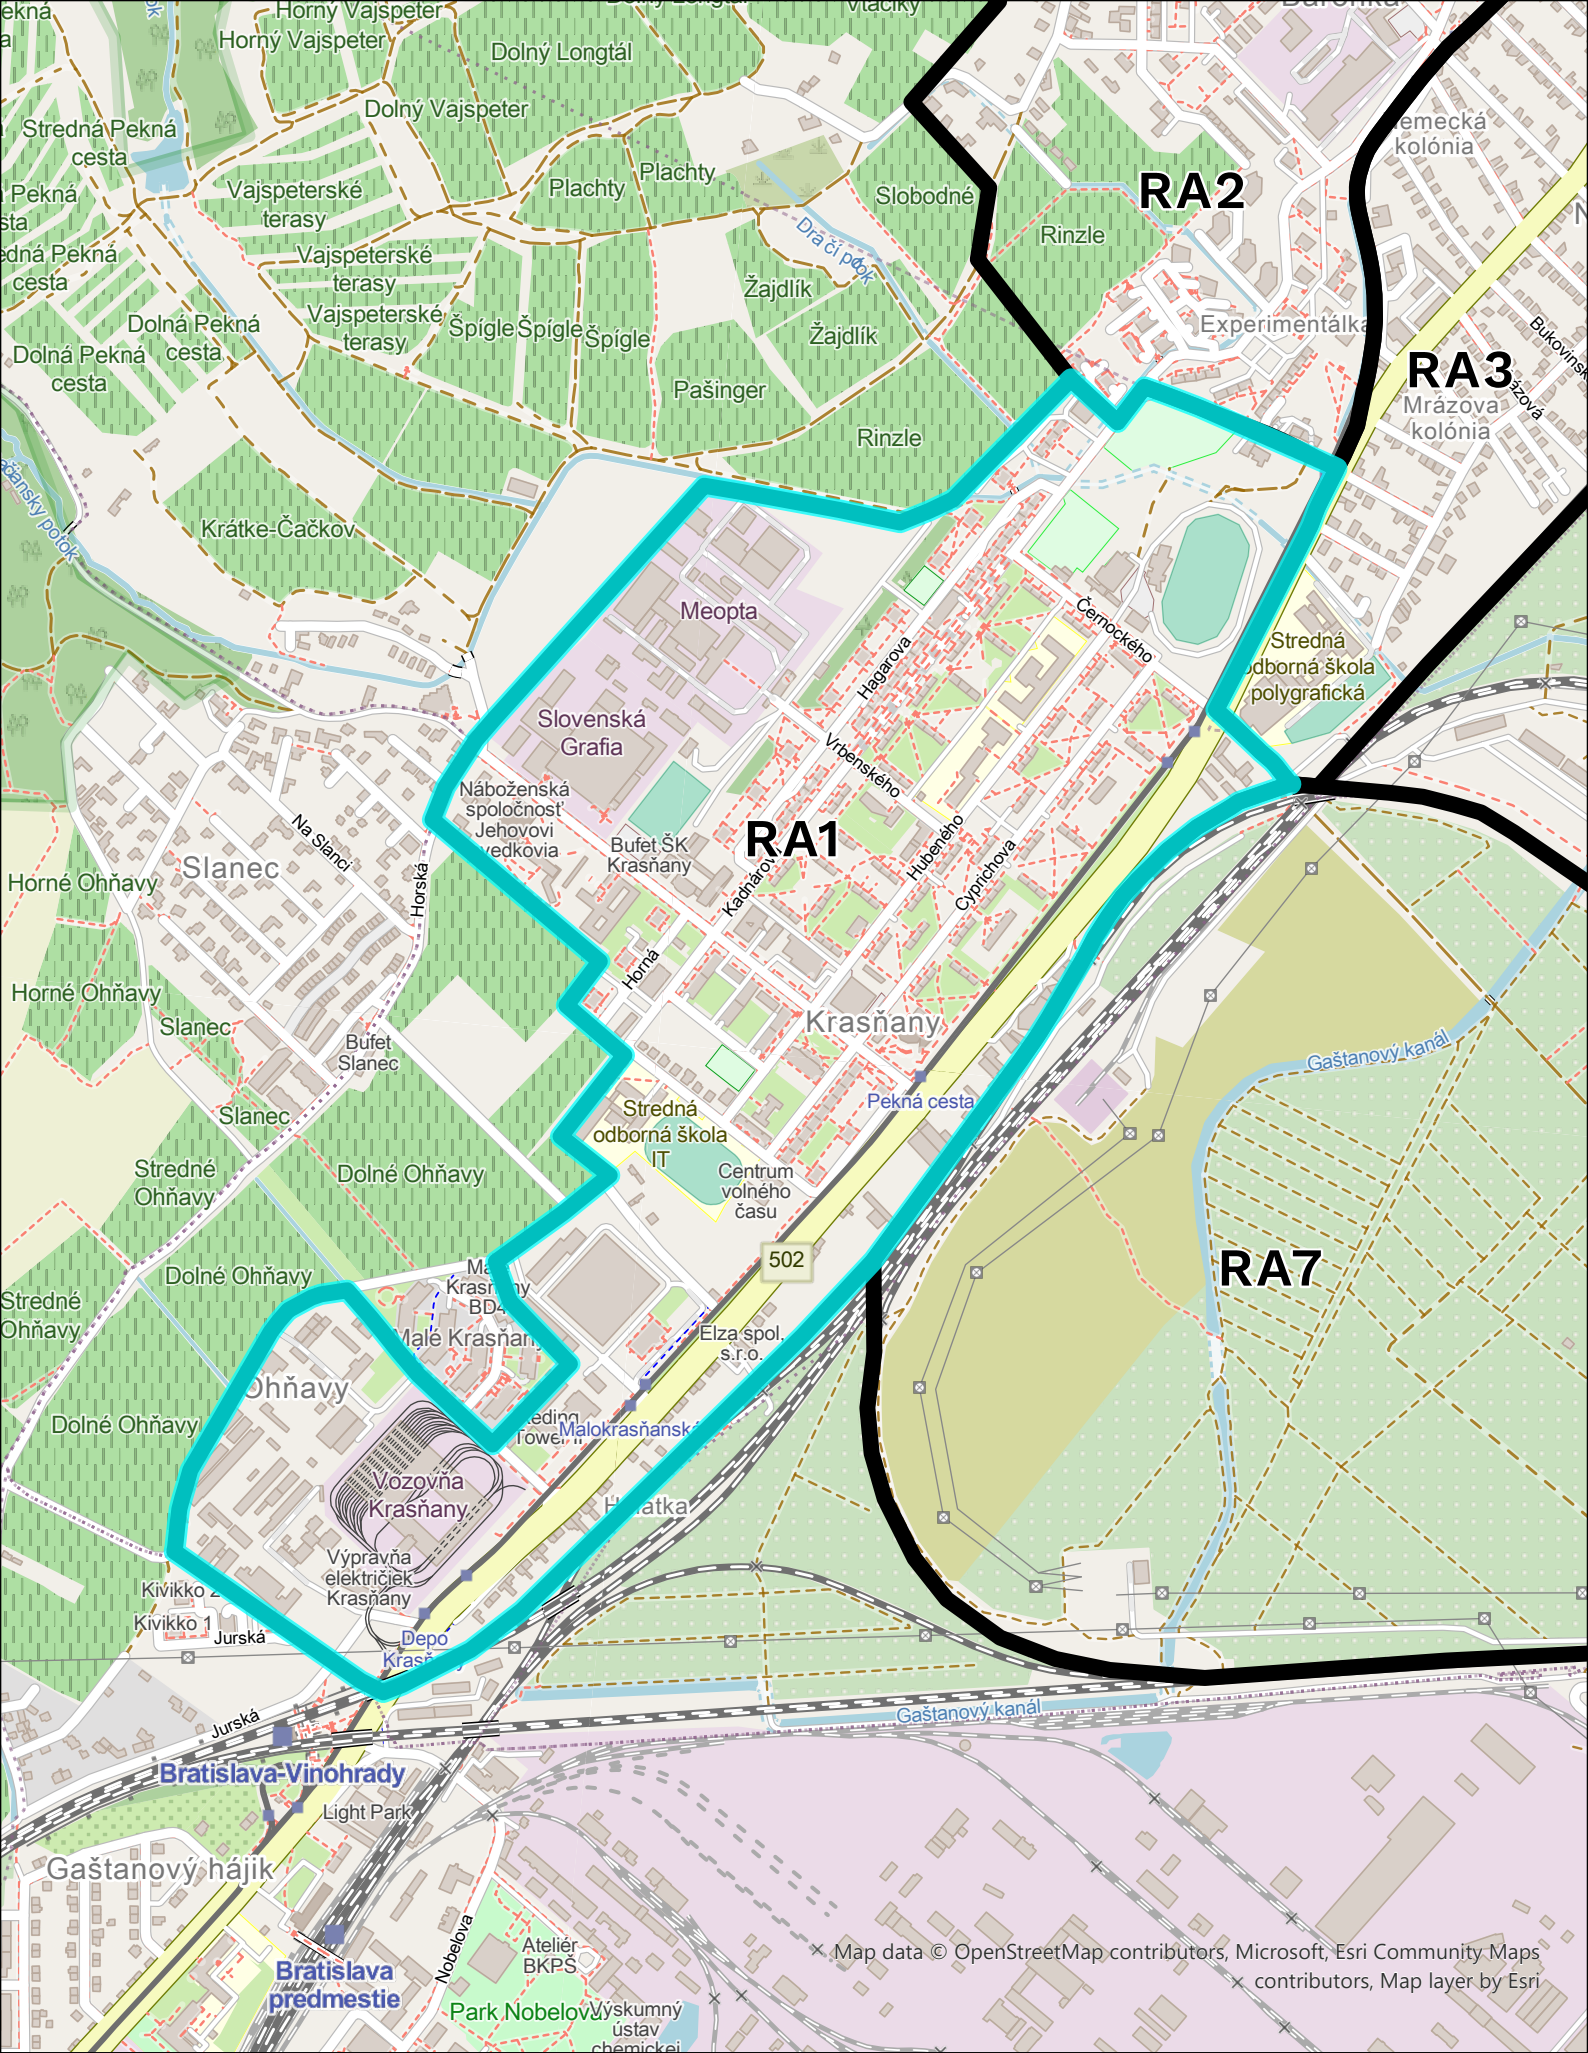 Horný Vajspeter
Horný Vajspeter
Dolný Longtál
Dolný Vajspeter
Stredná Pekná
cesta
Plachty
Plachty
Slobodné
RA2
kolónia
Vajspeterské
terasy
Rinzle
Dračí potok
Vajspeterské
terasy
Žajdlík
cesta
Dolná Pekná
cesta
Vajspeterské
terasy
Špígle
Špígle
Špígle
Žajdlík
Experimentálka
Dolná Pekná
cesta
RA3
Mrázova
kolónia
Pašinger
Rinzle
Krátke-Čačkov
Meopta
Černockého
Stredná
odborná škola
polygrafická
Hagarova
Slovenská
Grafia
Vrbenského
Náboženská
spoločnosť
Jehovovi
svedkovia
Na Slanci
Slanec
Bufet ŠK
Krasňany
RA1
Hubeného
Cyprichova
Horné Ohňavy
Horská
Horná
Horné Ohňavy
Slanec
Bufet
Slanec
Krasňany
Gaštanový kanál
Pekná cesta
Slanec
Stredná
odborná škola
IT
Stredné
Ohňavy
Dolné Ohňavy
Centrum
voľného
času
502
RA7
Dolné Ohňavy
Stredné
Ohňavy
BD4
Elza spol.
s.r.o.
Ohňavy
Dolné Ohňavy
Vozovňa
Krasňany
Výpravňa
električiek
Krasňany
Kivikko 1
Jurská
Depo
Jurská
Gaštanový kanál
Bratislava-Vinohrady
Light Park
Gaštanový hájik
Nobelova
Ateliér
BKPŠ
Bratislava
predmestie
Park Nobelova
Výskumný
ústav
chemickej
Map data © OpenStreetMap contributors, Microsoft, Esri Community Maps
contributors, Map layer by Esri